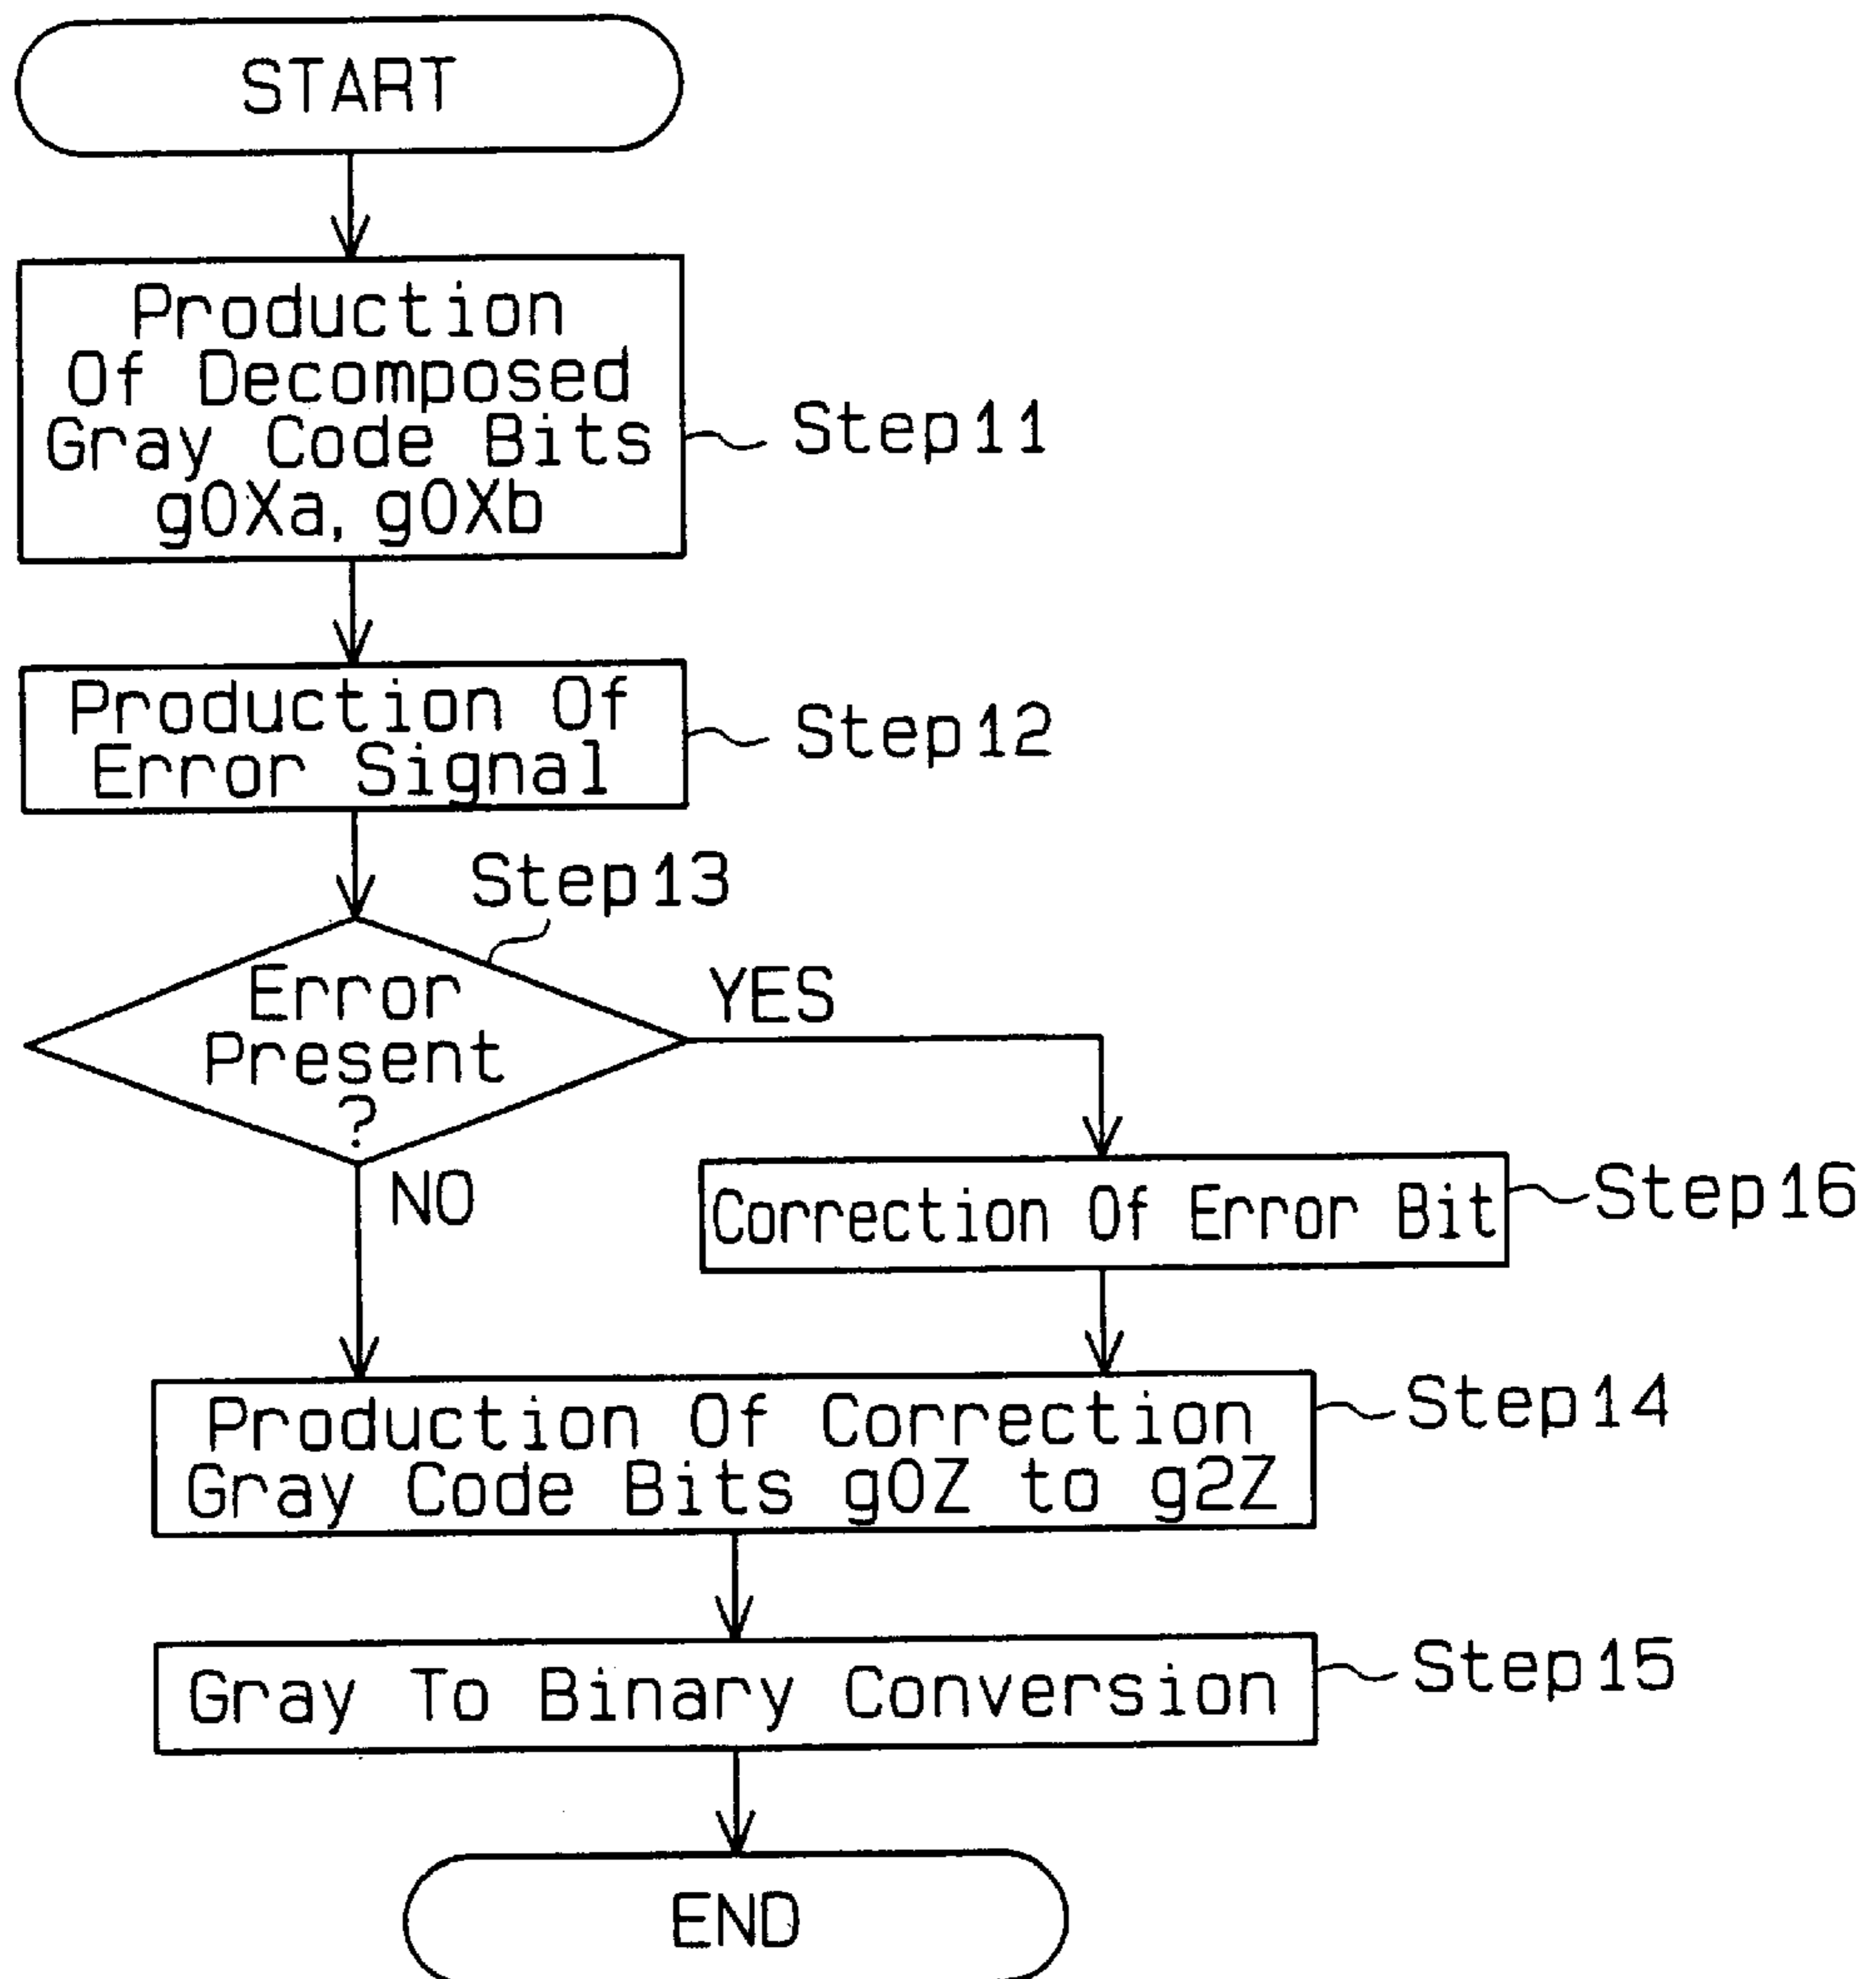 START
Production
Of Decomposed
Gray Code Bits
g0Xa, g0Xb
Step11
Production Of
Error Signal
Step12
Step13
Error
Present
?
YES
NO
Correction Of Error Bit
Step16
Production Of Correction
Gray Code Bits g0Z to g2Z
Step14
Gray To Binary Conversion
Step15
END